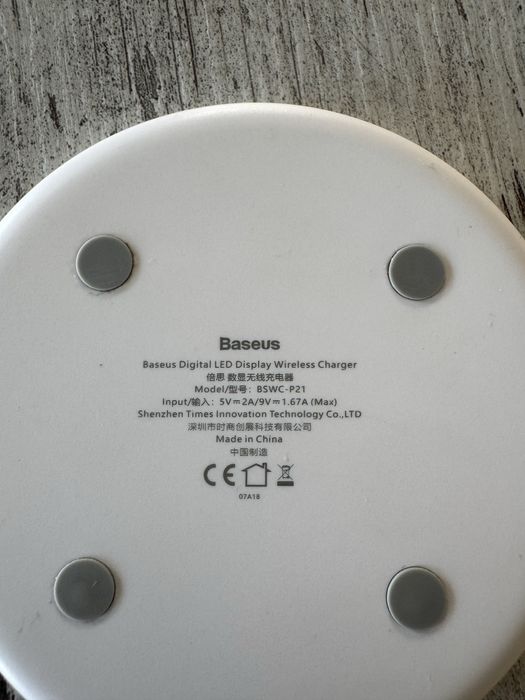 Baseus
Baseus Digital LED Display Wireless Charger
倍思 数显无线充电器
Model/型号: BSWC-P21
Input/输入: 5V⎓2A/9V⎓1.67A (Max)
Shenzhen Times Innovation Technology Co.,LTD
深圳市时商创展科技有限公司
Made in China
中国制造
CE
07A18